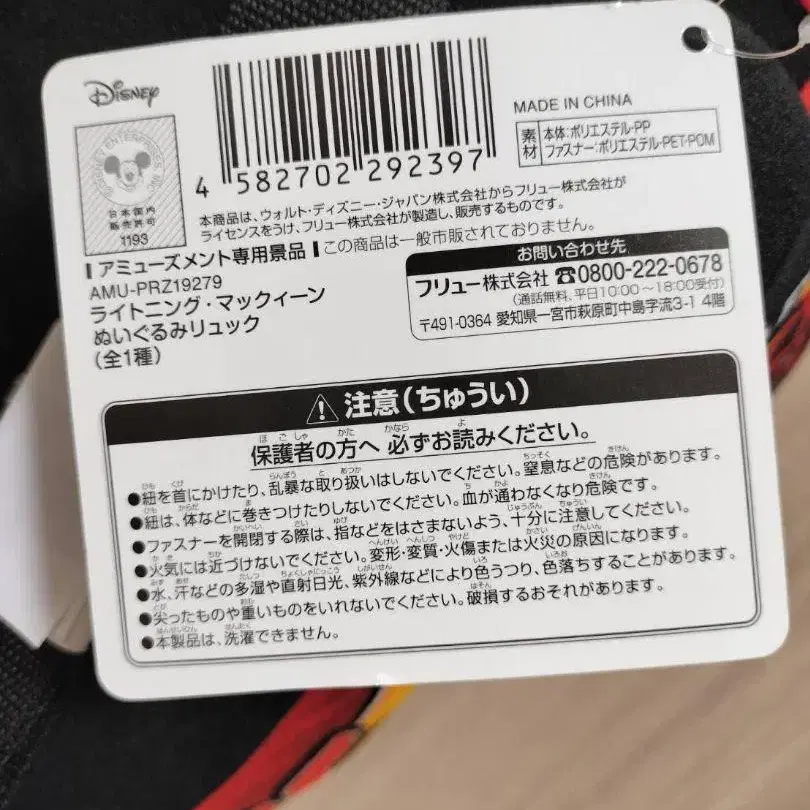 Disney
DISNEY ENTERPRISES INC.
日本国内
販売許可
1193
4 582702 292397
MADE IN CHINA
素材
本体:ポリエステル・PP
ファスナー:ポリエステル・PET・POM
本商品は、ウォルト・ディズニー・ジャパン株式会社からフリュー株式会社が
ライセンスをうけ、フリュー株式会社が製造し、販売するものです。
アミューズメント専用景品 この商品は一般市販されておりません。
AMU-PRZ19279
ライトニング・マックィーン
ぬいぐるみリュック
(全1種)
お問い合わせ先
フリュー株式会社 ☎0800-222-0678
(通話無料、平日10:00~18:00受付)
〒491-0364 愛知県一宮市萩原町中島字流3-1 4階
⚠ 注意(ちゅうい)
保護者の方へ 必ずお読みください。
●紐を首にかけたり、乱暴な取り扱いはしないでください。窒息などの危険があります。
●紐は、体などに巻きつけたりしないでください。血が通わなくなり危険です。
●ファスナーを開閉する際は、指などをはさまないよう、十分に注意してください。
●火気には近づけないでください。変形・変質・火傷または火災の原因になります。
●水、汗などの多湿や直射日光、紫外線などにより色うつり、色落ちすることがあります。
●尖ったものや重いものをいれないでください。破損するおそれがあります。
●本製品は、洗濯できません。